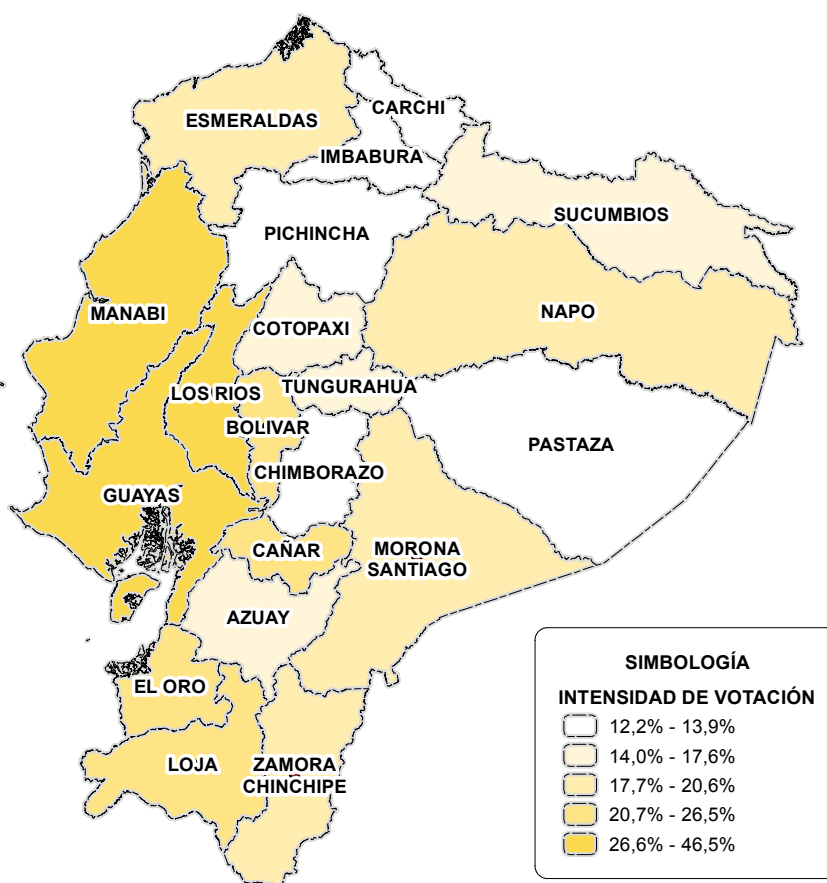 CARCHI
ESMERALDAS
IMBABURA
SUCUMBIOS
PICHINCHA
NAPO
MANABI
COTOPAXI
TUNGURAHUA
LOS RIOS
BOLIVAR
PASTAZA
CHIMBORAZO
GUAYAS
CAÑAR
MORONA
SANTIAGO
AZUAY
EL ORO
LOJA
ZAMORA
CHINCHIPE
SIMBOLOGÍA
INTENSIDAD DE VOTACIÓN
12,2% - 13,9%
14,0% - 17,6%
17,7% - 20,6%
20,7% - 26,5%
26,6% - 46,5%